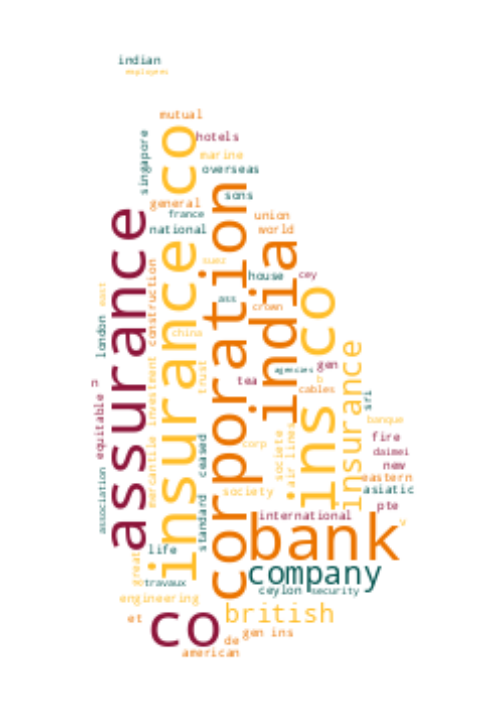 indian
employees
mutual
insurance co
hotels
singapore
marine
overseas
corporation
sons
general
assurance
france
union
national
world
india
suez
construction
house
cey
east
ins co
ass
crown
london
china
insurance
investment
trust
agencies
gen
tea
b
n
cables
sri
equitable
banque
mercantile
societe
air lines
fire
ceased
corp
daimei
new
association
eastern
society
asiatic
standard
pte
international
v
bank
life
great
company
travaux
ceylon
security
engineering
co
british
et
gen ins
de
american